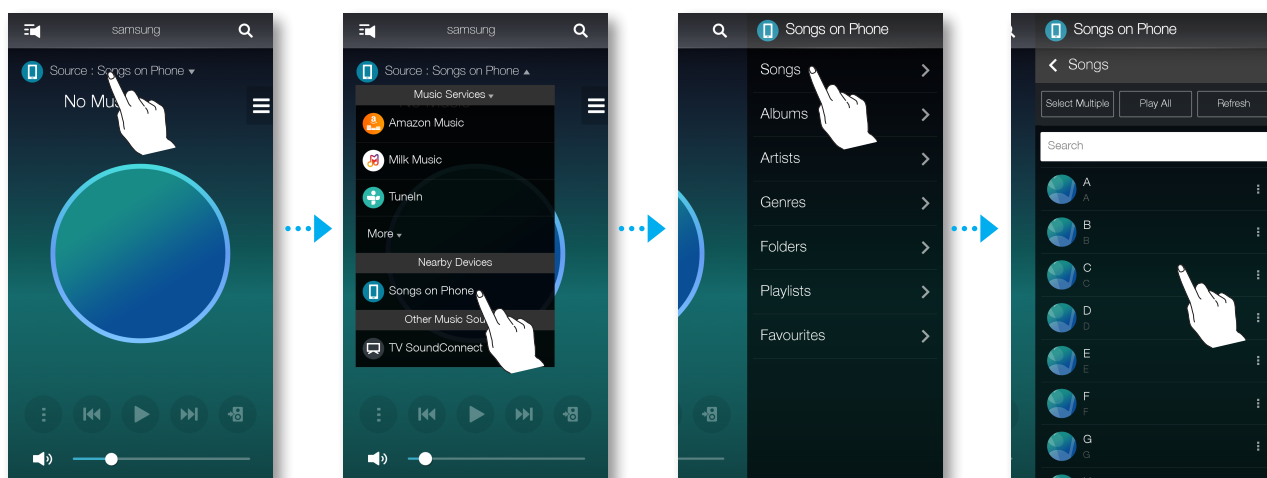 samsung
Source : Songs on Phone
No Mu
samsung
Source : Songs on Phone
Music Services
Amazon Music
Milk Music
TuneIn
More
Nearby Devices
Songs on Phone
Other Music Sou
TV SoundConnect
Songs on Phone
Songs
Albums
Artists
Genres
Folders
Playlists
Favourites
Songs on Phone
Songs
Select Multiple Play All Refresh
Search
A
A
B
B
C
C
D
D
E
E
F
F
G
G